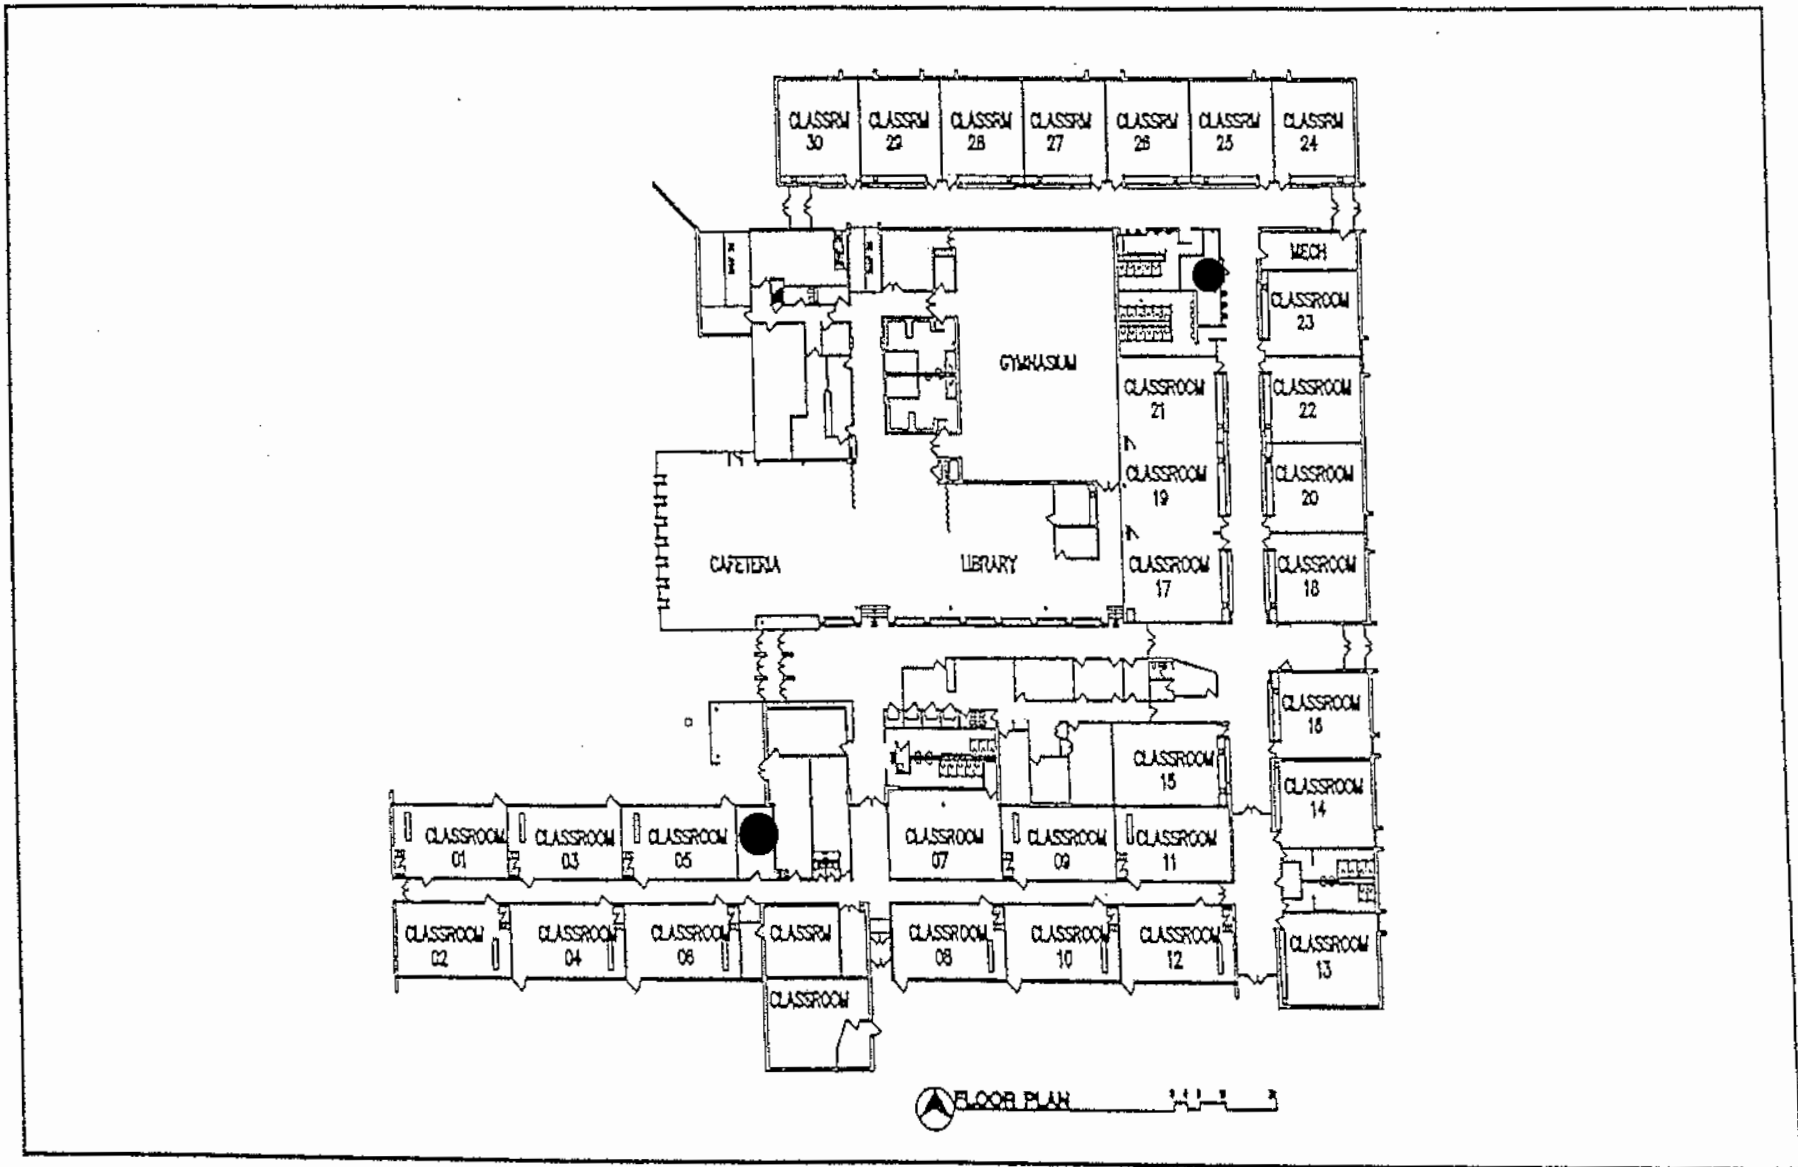 CLASSRM
30
CLASSRM
29
CLASSRM
28
CLASSRM
27
CLASSRM
26
CLASSRM
25
CLASSRM
24
MECH
CLASSROOM
23
GYMNASIUM
CLASSROOM
21
CLASSROOM
22
CLASSROOM
19
CLASSROOM
20
CAFETERIA
LIBRARY
CLASSROOM
17
CLASSROOM
18
CLASSROOM
16
CLASSROOM
15
CLASSROOM
14
CLASSROOM
01
CLASSROOM
03
CLASSROOM
05
CLASSROOM
07
CLASSROOM
09
CLASSROOM
11
CLASSROOM
02
CLASSROOM
04
CLASSROOM
06
CLASSRM
CLASSROOM
08
CLASSROOM
10
CLASSROOM
12
CLASSROOM
13
CLASSROOM
FLOOR PLAN